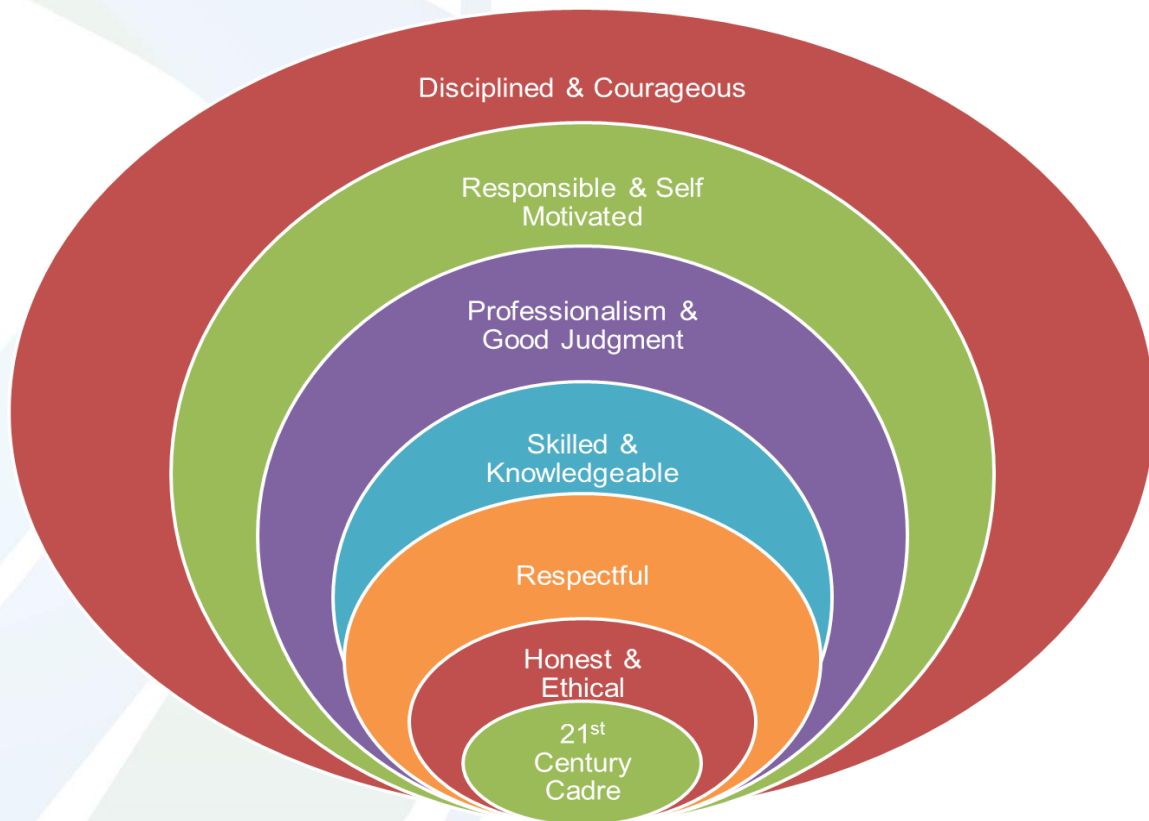 Disciplined & Courageous
Responsible & Self
Motivated
Professionalism &
Good Judgment
Skilled &
Knowledgeable
Respectful
Honest &
Ethical
21st
Century
Cadre